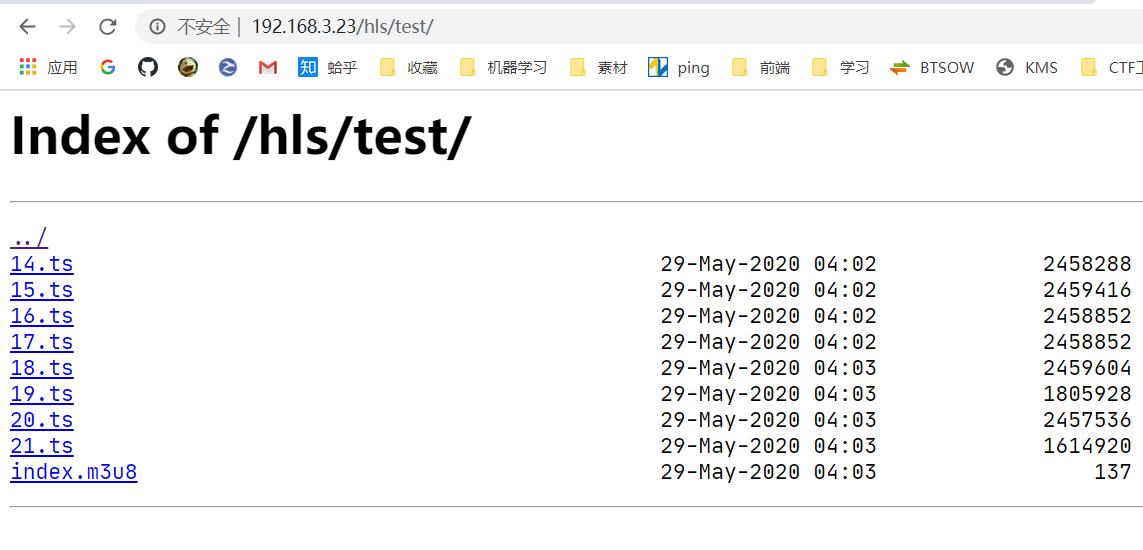 不安全 | 192.168.3.23/hls/test/
应用 知 蛤乎 收藏 机器学习 素材 ping 前端 学习 BTSOW KMS CTF工
Index of /hls/test/
../
14.ts 29-May-2020 04:02 2458288
15.ts 29-May-2020 04:02 2459416
16.ts 29-May-2020 04:02 2458852
17.ts 29-May-2020 04:02 2458852
18.ts 29-May-2020 04:03 2459604
19.ts 29-May-2020 04:03 1805928
20.ts 29-May-2020 04:03 2457536
21.ts 29-May-2020 04:03 1614920
index.m3u8 29-May-2020 04:03 137